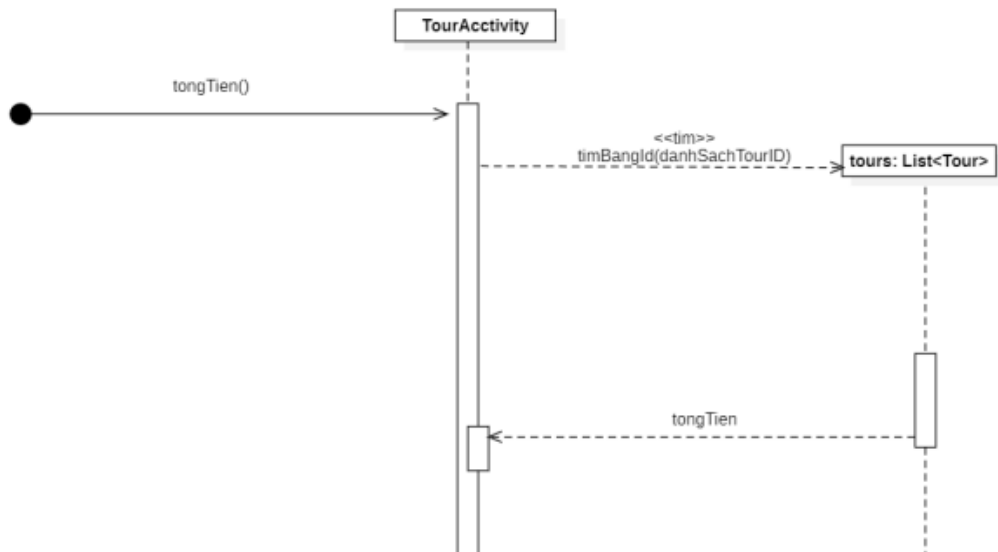 TourAcctivity
tongTien()
<<tim>>
timBangId(danhSachTourID)
tours: List<Tour>
tongTien